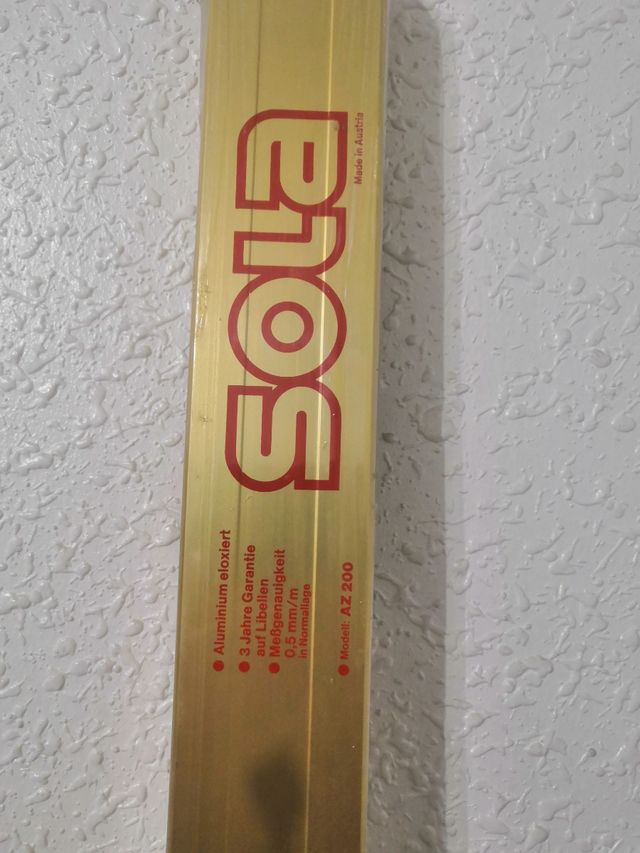 SOLA
Made in Austria
● Aluminium eloxiert
● 3 Jahre Garantie
auf Libellen
● Meßgenauigkeit
0,5 mm/m
in Normallage
● Modell: AZ 200